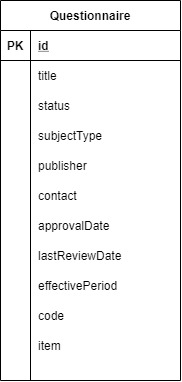 Questionnaire
PK id
title
status
subjectType
publisher
contact
approvalDate
lastReviewDate
effectivePeriod
code
item